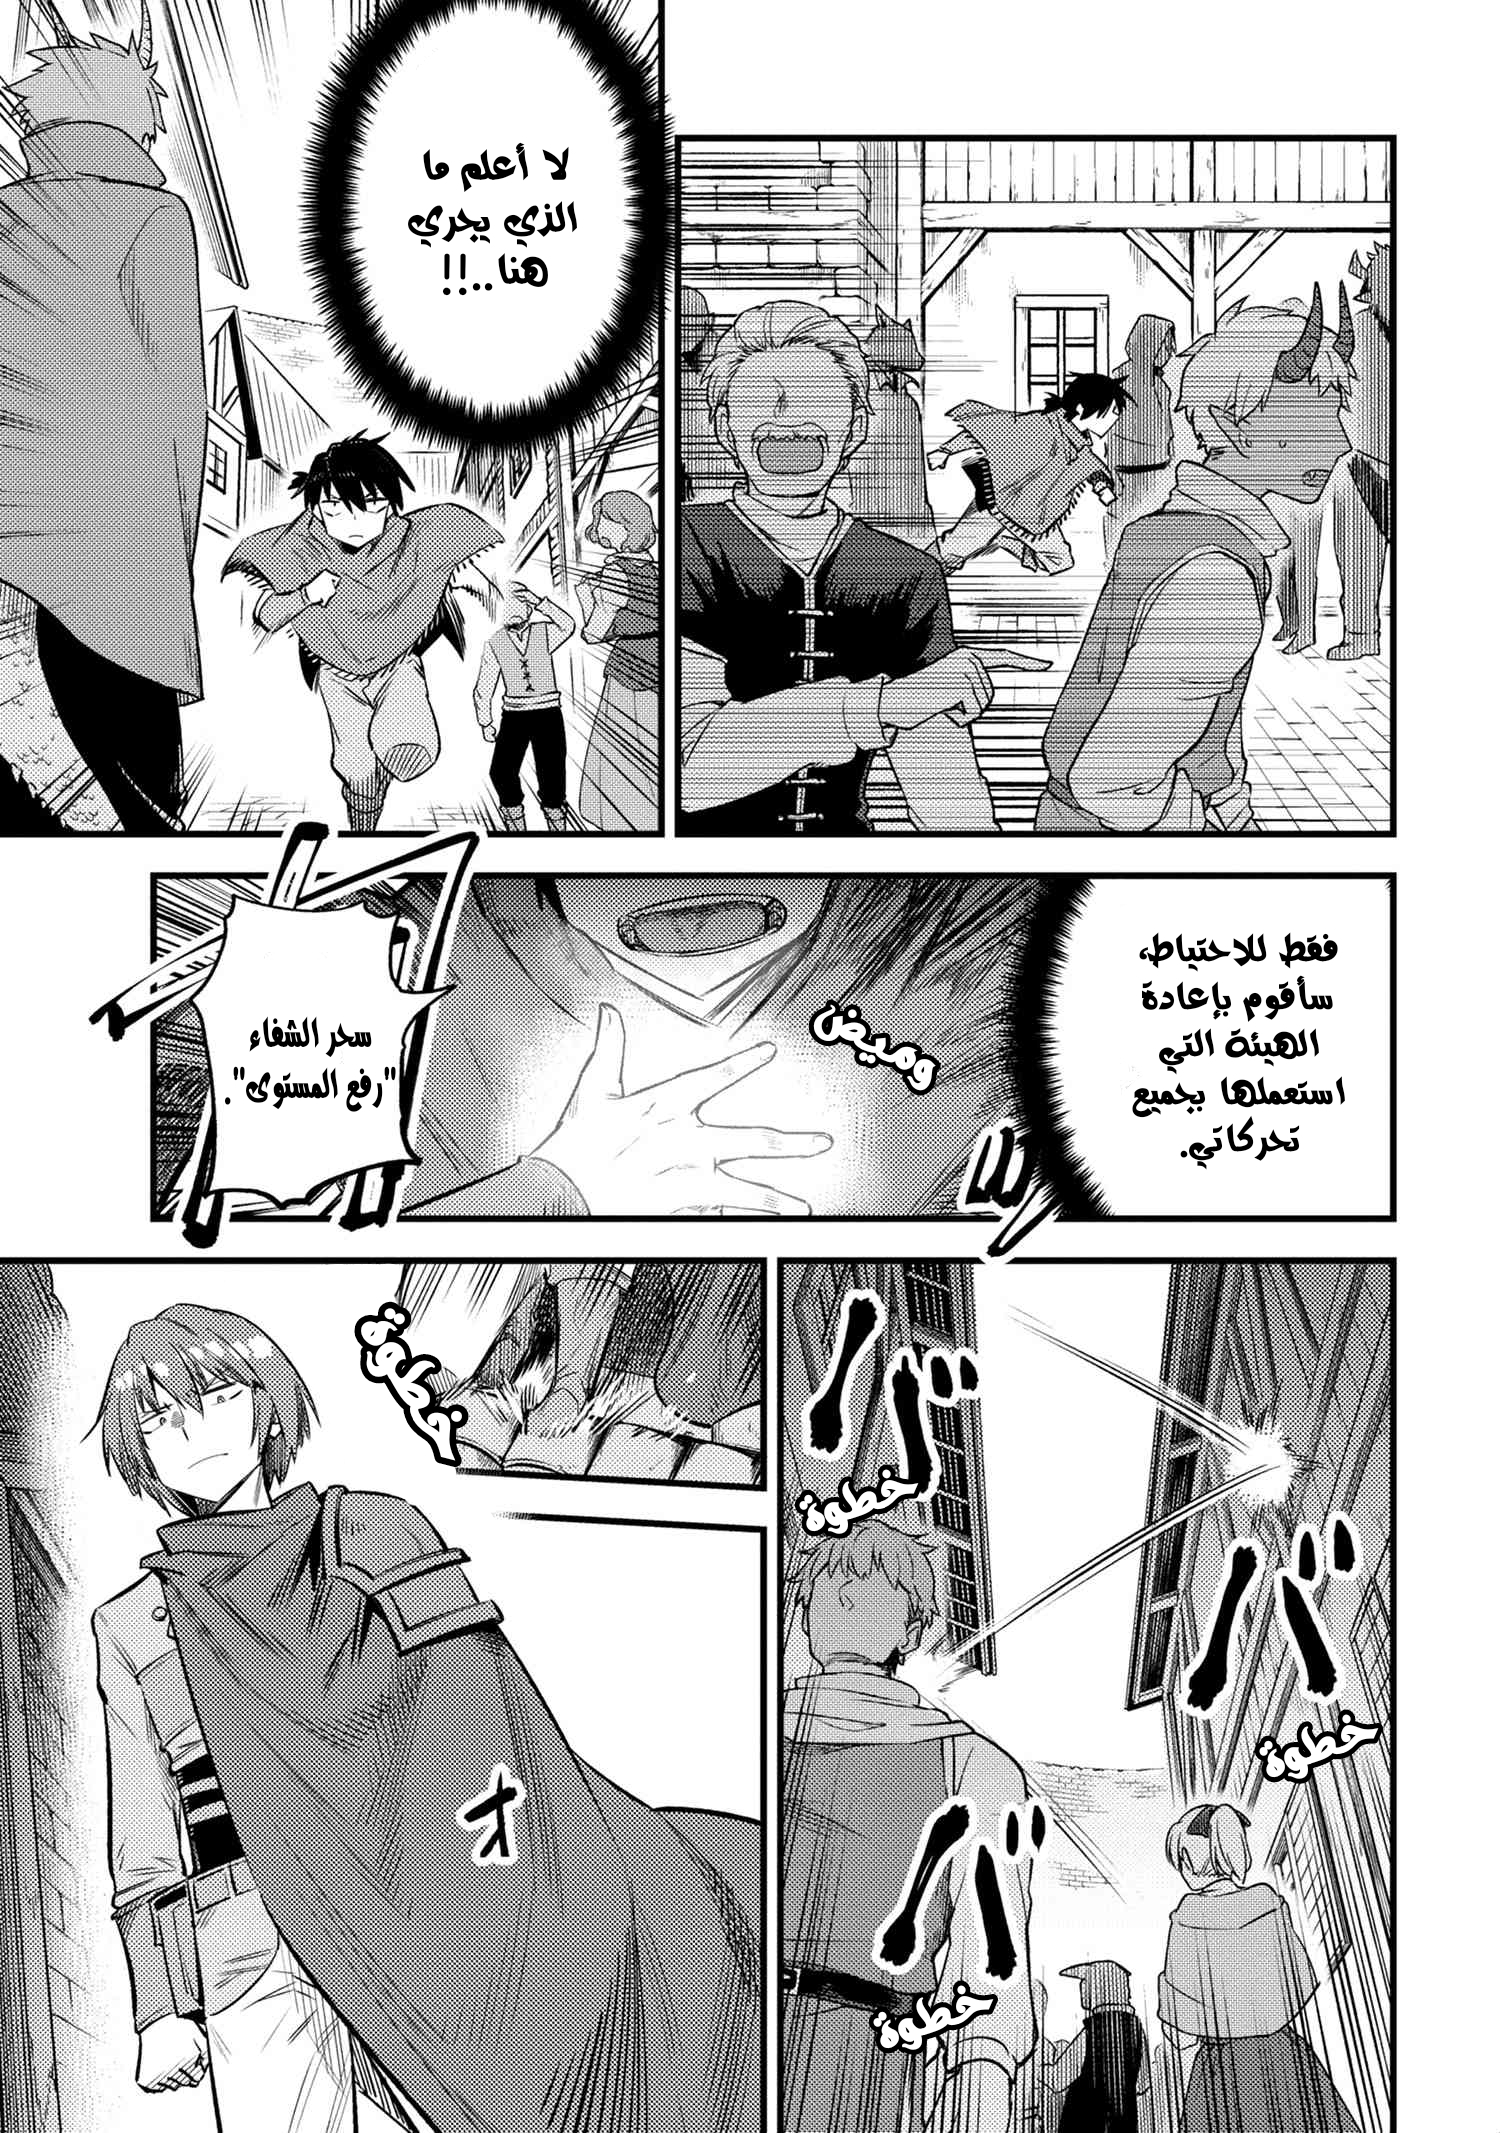 لا أعلم ما
الذي يجري
هنا..!!
فقط للاحتياط،
سأقوم بإعادة
الهيئة التي
استعملها بجميع
تحركاتي.
وميض
سحر الشفاء
"رفع المستوى".
خطوة
خطوة
خطوة
خطوة
オ